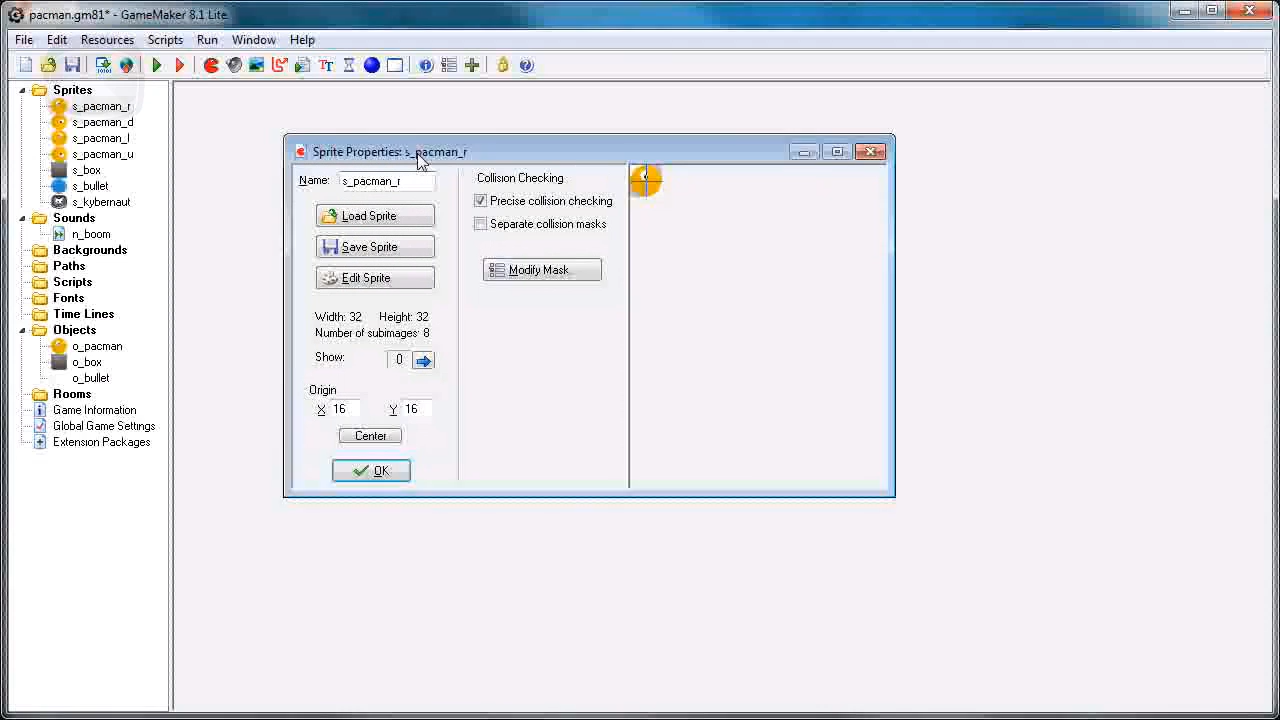 pacman.gm81* - GameMaker 8.1 Lite
File Edit Resources Scripts Run Window Help
Sprites
s_pacman_r
s_pacman_d
s_pacman_l
s_pacman_u
s_box
s_bullet
s_kybernaut
Sounds
n_boom
Backgrounds
Paths
Scripts
Fonts
Time Lines
Objects
o_pacman
o_box
o_bullet
Rooms
Game Information
Global Game Settings
Extension Packages
Sprite Properties: s_pacman_r
Name: s_pacman_r
Load Sprite
Save Sprite
Edit Sprite
Width: 32 Height: 32
Number of subimages: 8
Show: 0
Origin
X 16 Y 16
Center
OK
Collision Checking
Precise collision checking
Separate collision masks
Modify Mask